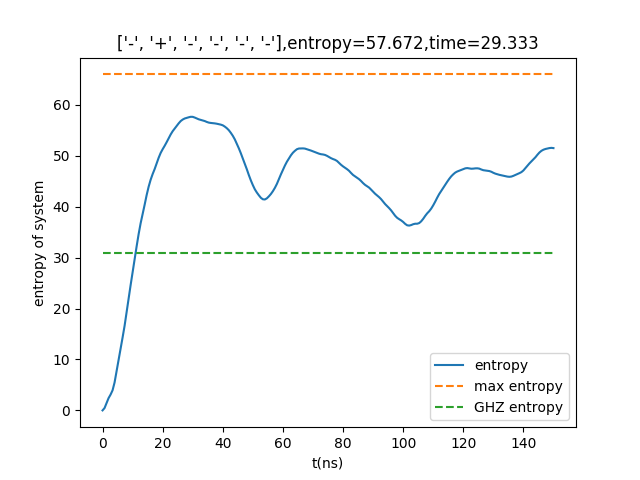 ['-', '+', '-', '-', '-', '-'],entropy=57.672,time=29.333
60
50
40
30
20
10
0
entropy of system
0 20 40 60 80 100 120 140
t(ns)
entropy
max entropy
GHZ entropy